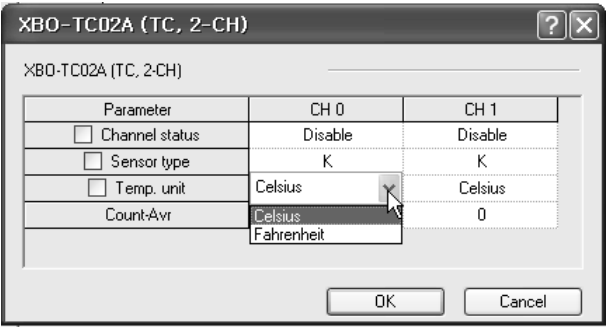 XBO-TC02A (TC, 2-CH)
XBO-TC02A (TC, 2-CH)
Parameter CH 0 CH 1
Channel status Disable Disable
Sensor type K K
Temp. unit Celsius Celsius
Count-Avr Celsius 0
Fahrenheit
OK Cancel